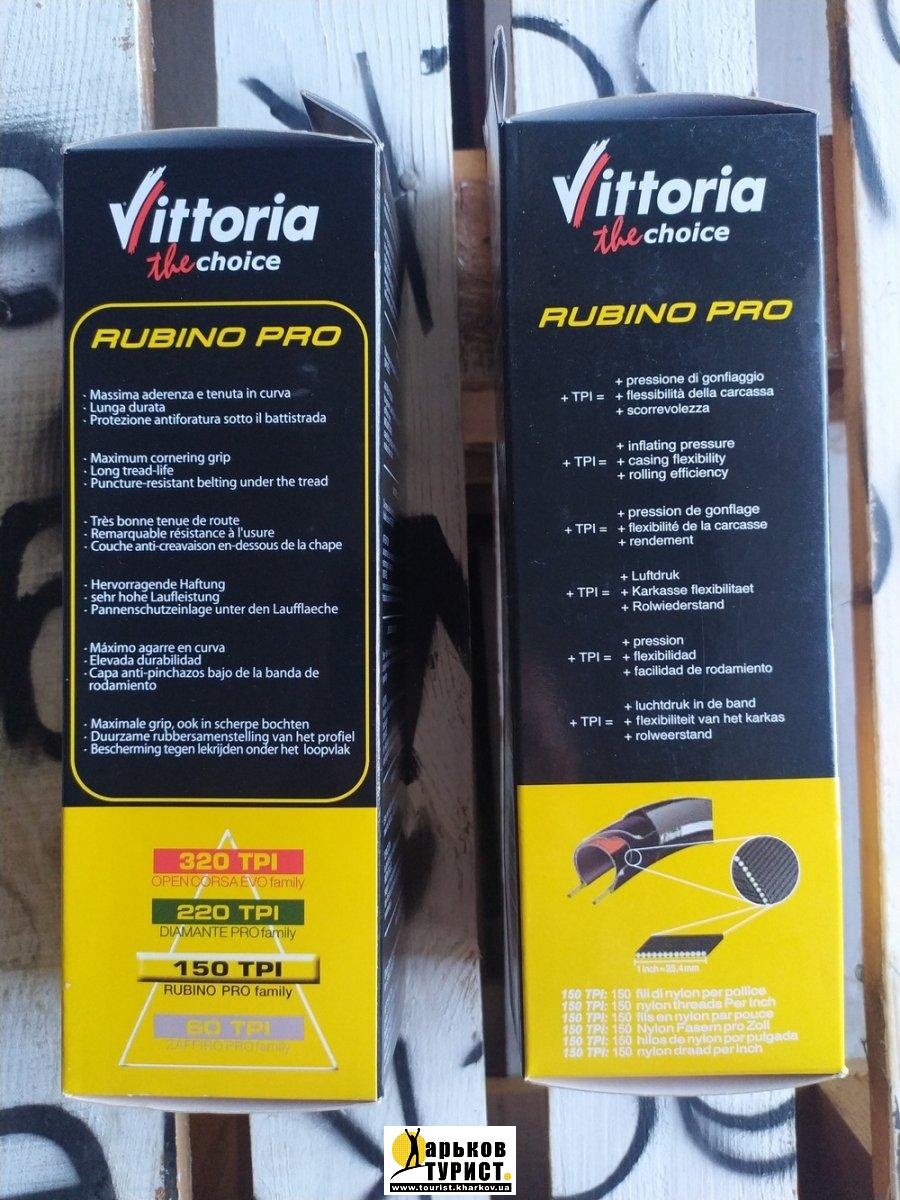 Vittoria
the choice
RUBINO PRO
- Massima aderenza e tenuta in curva
- Lunga durata
- Protezione antiforatura sotto il battistrada
- Maximum cornering grip
- Long tread-life
- Puncture-resistant belting under the tread
- Très bonne tenue de route
- Remarquable résistance à l'usure
- Couche anti-creavaison en-dessous de la chape
- Hervorragende Haftung
- sehr hohe Laufleistung
- Pannenschutzeinlage unter den Laufflaeche
- Máximo agarre en curva
- Elevada durabilidad
- Capa anti-pinchazos bajo de la banda de
rodamiento
- Maximale grip, ook in scherpe bochten
- Duurzame rubbersamenstelling van het profiel
- Bescherming tegen lekrijden onder het loopvlak
320 TPI
OPEN CORSA EVO family
220 TPI
DIAMANTE PRO family
150 TPI
RUBINO PRO family
60 TPI
ZAFFIRO PRO family
Vittoria
the choice
RUBINO PRO
+ pressione di gonfiaggio
+ TPI = + flessibilità della carcassa
+ scorrevolezza
+ inflating pressure
+ TPI = + casing flexibility
+ rolling efficiency
+ pression de gonflage
+ TPI = + flexibilité de la carcasse
+ rendement
+ Luftdruk
+ TPI = + Karkasse flexibilitaet
+ Rolwiederstand
+ pression
+ TPI = + flexibilidad
+ facilidad de rodamiento
+ luchtdruk in de band
+ TPI = + flexibiliteit van het karkas
+ rolweerstand
1 inch = 25,4 mm
150 TPI: 150 fili di nylon per pollice
150 TPI: 150 nylon threads Per Inch
150 TPI: 150 fils en nylon par pouce
150 TPI: 150 Nylon Fasern pro Zoll
150 TPI: 150 hilos de nylon por pulgada
150 TPI: 150 nylon draad per inch
Харьков
ТУРИСТ.
www.tourist.kharkov.ua